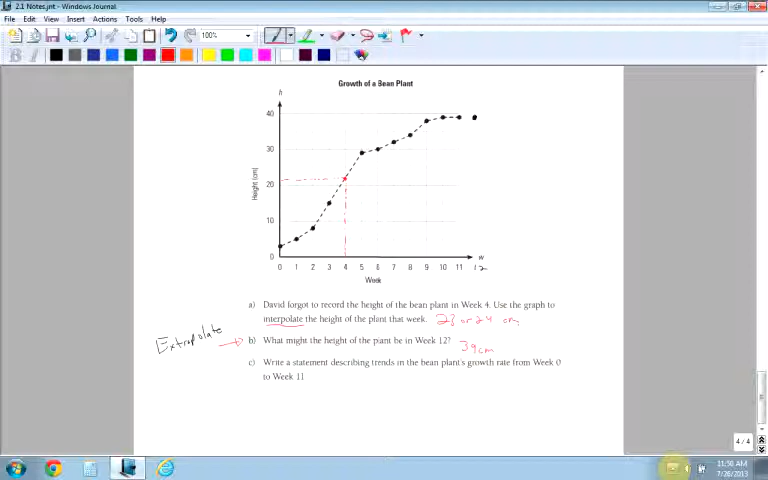 2.1 Notes.jnt - Windows Journal
File Edit View Insert Actions Tools Help
100%
B I
Growth of a Bean Plant
h
40
30
20
10
0
Height (cm)
0 1 2 3 4 5 6 7 8 9 10 11 12
w
Week
a) David forgot to record the height of the bean plant in Week 4. Use the graph to
interpolate the height of the plant that week. 23 or 24 cm
Extrapolate
b) What might the height of the plant be in Week 12? 39cm
c) Write a statement describing trends in the bean plant's growth rate from Week 0
to Week 11
4 / 4
11:50 AM
7/26/2013